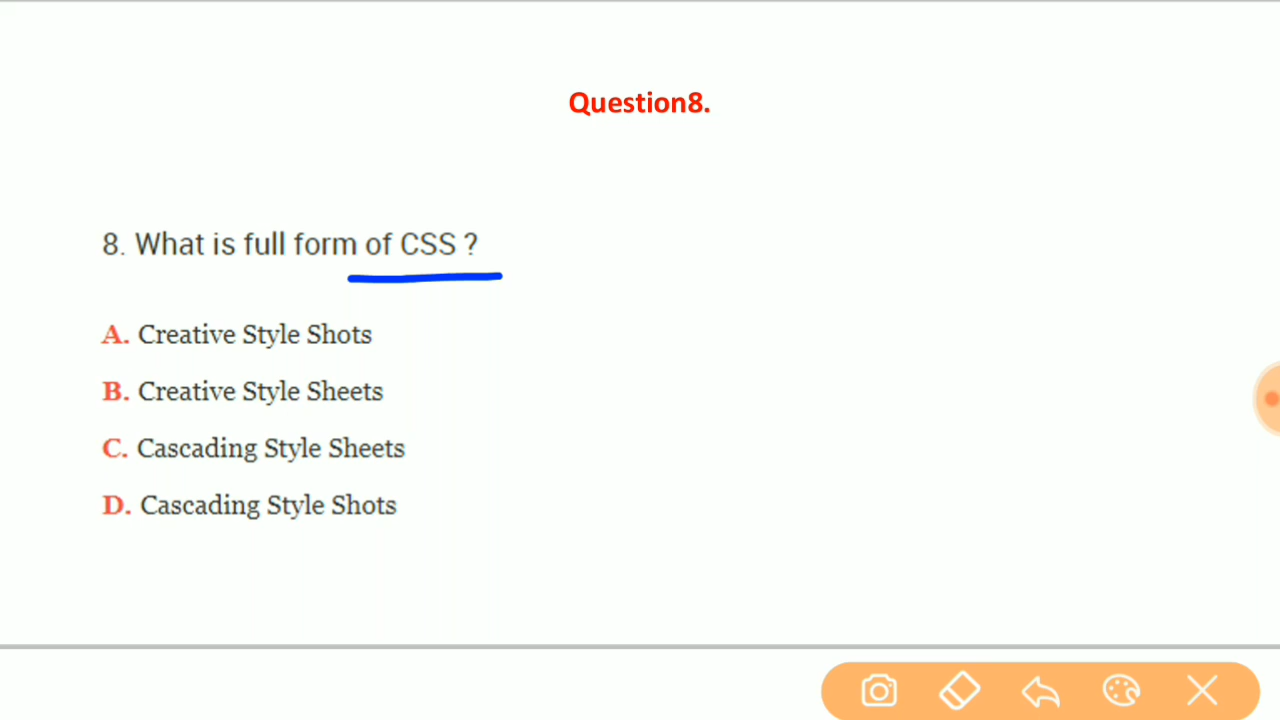 Question8.
8. What is full form of CSS ?
A. Creative Style Shots
B. Creative Style Sheets
C. Cascading Style Sheets
D. Cascading Style Shots